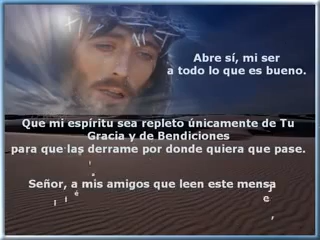 Abre sí, mi ser
a todo lo que es bueno.
Que mi espíritu sea repleto únicamente de Tu
Gracia y de Bendiciones
para que las derrame por donde quiera que pase.
Señor, a mis amigos que leen este mensa